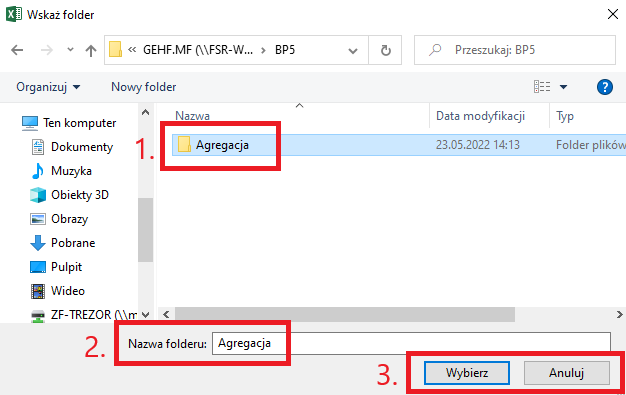 Wskaż folder
« GEHF.MF (\\FSR-W... > BP5
Przeszukaj: BP5
Organizuj
Nowy folder
?
Nazwa
Data modyfikacji
Typ
Ten komputer
Dokumenty
Muzyka
Obiekty 3D
Obrazy
Pobrane
Pulpit
Wideo
ZF-TREZOR (\\m
1.
Agregacja
23.05.2022 14:13
Folder plików
2.
Nazwa folderu:
Agregacja
3.
Wybierz
Anuluj